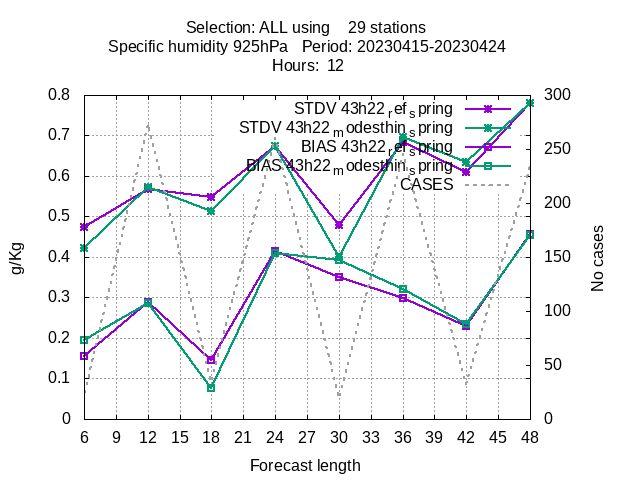 Selection: ALL using    29 stations
Specific humidity 925hPa   Period: 20230415-20230424
Hours: 12
STDV 43h22_ref_spring
STDV 43h22_modesthin_spring
BIAS 43h22_ref_spring
BIAS 43h22_modesthin_spring
CASES
0.8
0.7
0.6
0.5
0.4
0.3
0.2
0.1
0
g/Kg
300
250
200
150
100
50
0
No cases
6 9 12 15 18 21 24 27 30 33 36 39 42 45 48
Forecast length